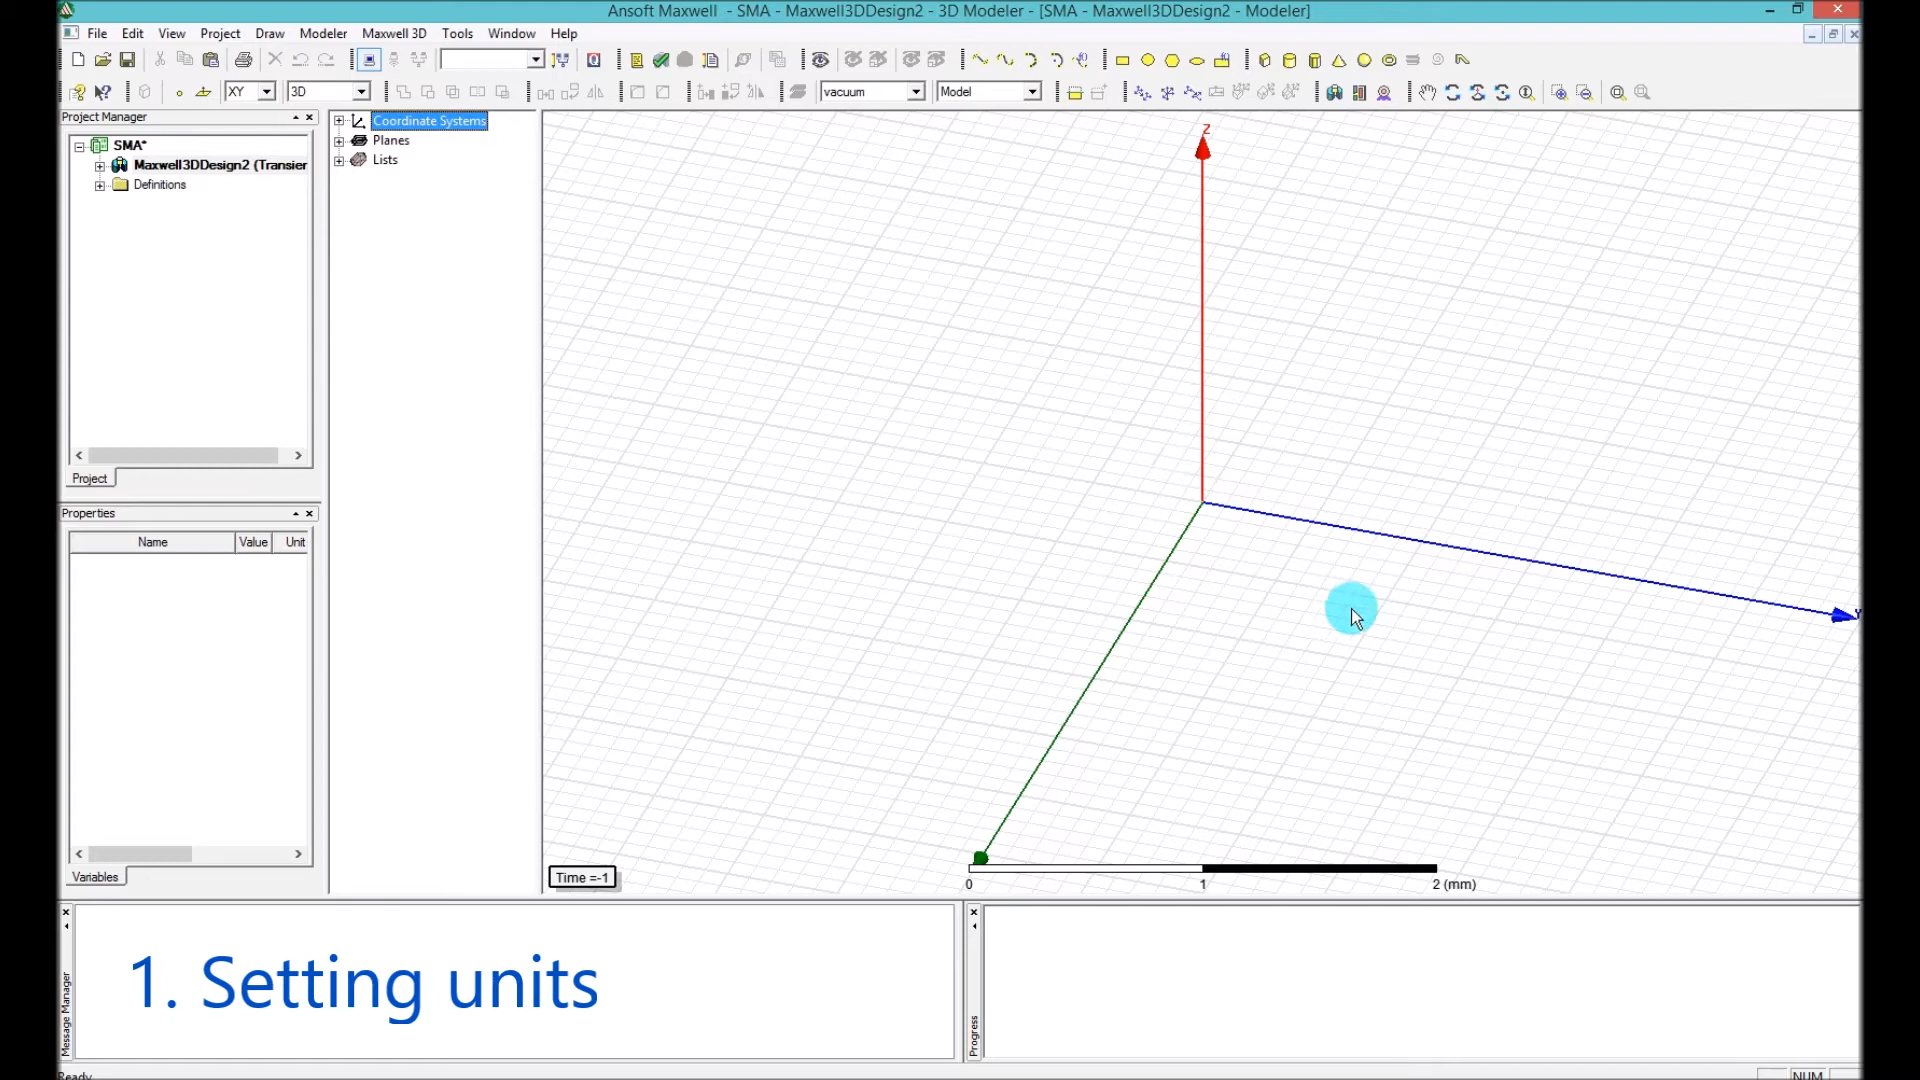 Ansoft Maxwell - SMA - Maxwell3DDesign2 - 3D Modeler - [SMA - Maxwell3DDesign2 - Modeler]
File Edit View Project Draw Modeler Maxwell 3D Tools Window Help
XY 3D vacuum Model
Project Manager
SMA*
Maxwell3DDesign2 (Transier
Definitions
Project
Coordinate Systems
Planes
Lists
Properties
Name Value Unit
Variables
Z
Y
Time =-1
0 1 2 (mm)
Message Manager
1. Setting units
Progress
Ready
NUM